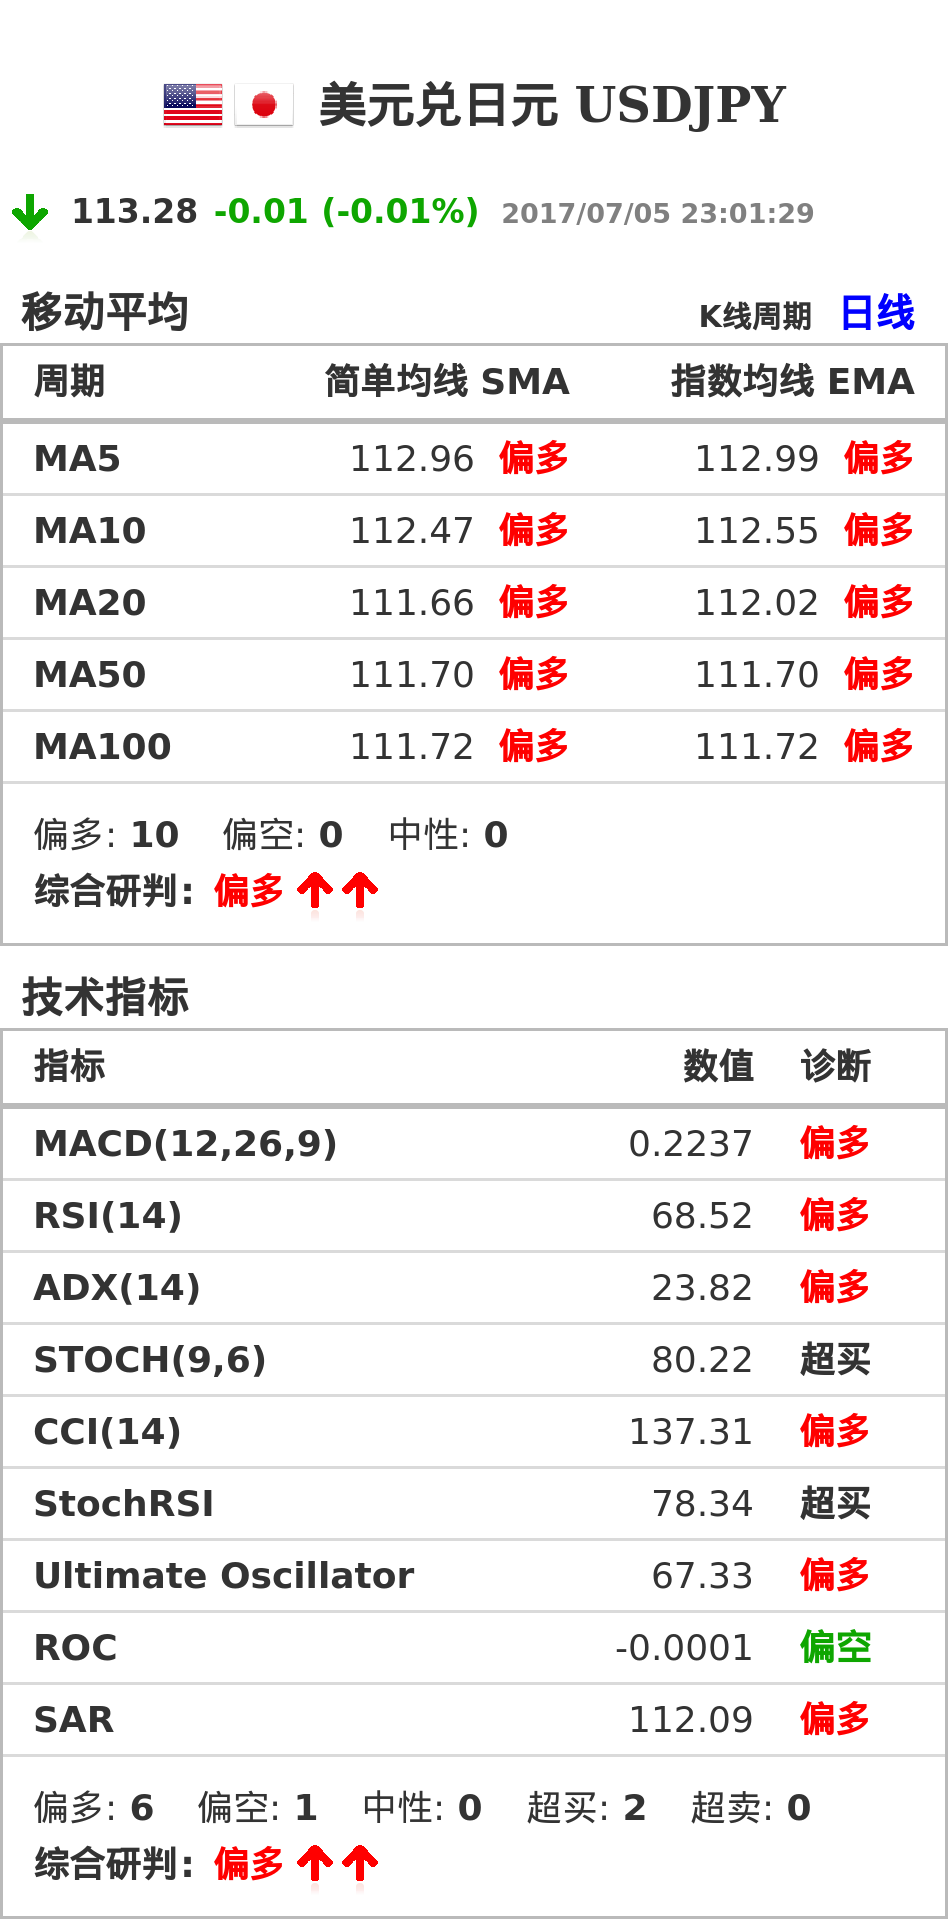 美元兑日元 USDJPY
113.28 -0.01 (-0.01%) 2017/07/05 23:01:29
移动平均 K线周期 日线
周期 简单均线 SMA 指数均线 EMA
MA5 112.96 偏多 112.99 偏多
MA10 112.47 偏多 112.55 偏多
MA20 111.66 偏多 112.02 偏多
MA50 111.70 偏多 111.70 偏多
MA100 111.72 偏多 111.72 偏多
偏多: 10 偏空: 0 中性: 0
综合研判: 偏多
技术指标
指标 数值 诊断
MACD(12,26,9) 0.2237 偏多
RSI(14) 68.52 偏多
ADX(14) 23.82 偏多
STOCH(9,6) 80.22 超买
CCI(14) 137.31 偏多
StochRSI 78.34 超买
Ultimate Oscillator 67.33 偏多
ROC -0.0001 偏空
SAR 112.09 偏多
偏多: 6 偏空: 1 中性: 0 超买: 2 超卖: 0
综合研判: 偏多